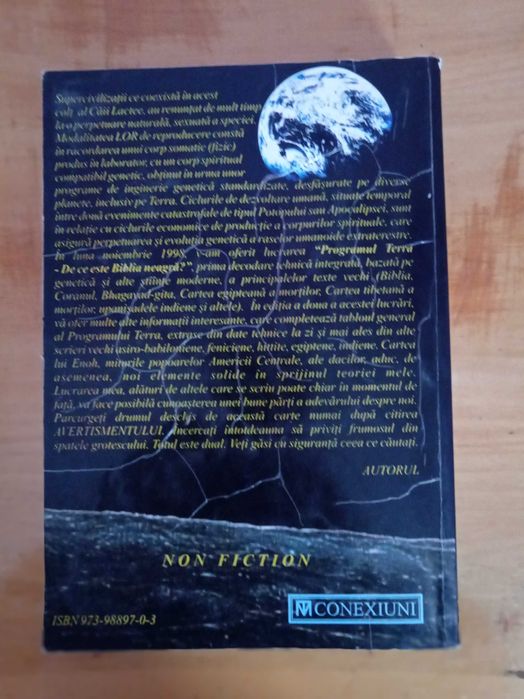 Supercivilizații ce coexistă în acest
colț al Căii Lactee, au renunțat de mult timp
la o perpetuare naturală, sexuată a speciei.
Modalitatea LOR de reproducere constă
în racordarea unui corp somatic (fizic)
produs în laborator, cu un corp spiritual
compatibil genetic, obținut în urma unor
programe de inginerie genetică standardizate, desfășurate pe diverse
planete, inclusiv pe Terra. Ciclurile de dezvoltare umană, situate temporal
între două evenimente catastrofale de tipul Potopului sau Apocalipsei, sunt
în relație cu ciclurile economice de producție a corpurilor spirituale, care
asigură perpetuarea și evoluția genetică a raselor umanoide extraterestre.
În luna noiembrie 1998, v-am oferit lucrarea "Programul Terra
- De ce este Biblia neagră?", prima decodare tehnică integrată, bazată pe
genetică și alte științe moderne, a principalelor texte vechi (Biblia,
Coranul, Bhagavad-gita, Cartea egipteană a morților, Cartea tibetană a
morților, upanișadele indiene și altele). În ediția a doua a acestei lucrări,
vă ofer multe alte informații interesante, care completează tabloul general
al Programului Terra, extrase din date tehnice la zi și mai ales din alte
scrieri vechi asiro-babiloniene, feniciene, hittite, egiptene, indiene. Cartea
lui Enoh, miturile popoarelor Americii Centrale, ale dacilor, aduc, de
asemenea, noi elemente solide în sprijinul teoriei mele.
Lucrarea mea, alături de altele care se scriu poate chiar în momentul de
față, va face posibilă cunoașterea unei bune părți a adevărului despre noi.
Parcurgeți drumul deschis de această carte numai după citirea
AVERTISMENTULUI. Încercați întotdeauna să priviți frumosul din
spatele grotescului. Totul este dual. Veți găsi cu siguranță ceea ce căutați.
AUTORUL
NON FICTION
CONEXIUNI
ISBN 973-98897-0-3